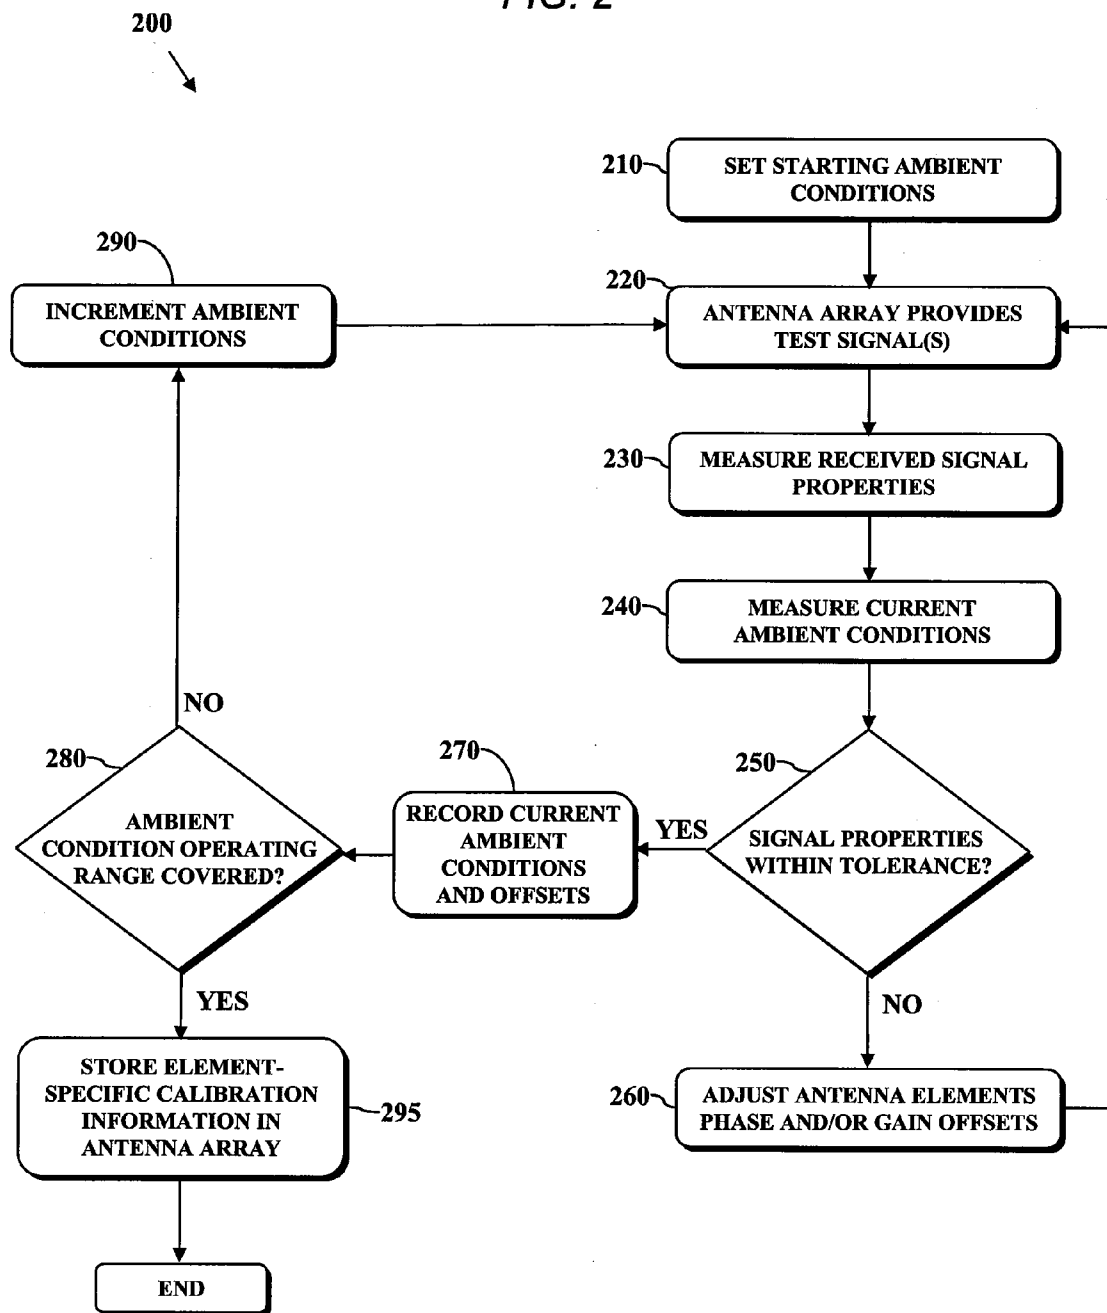 FIG. 2
200
210
SET STARTING AMBIENT
CONDITIONS
290
INCREMENT AMBIENT
CONDITIONS
220
ANTENNA ARRAY PROVIDES
TEST SIGNAL(S)
230
MEASURE RECEIVED SIGNAL
PROPERTIES
240
MEASURE CURRENT
AMBIENT CONDITIONS
NO
280
AMBIENT
CONDITION OPERATING
RANGE COVERED?
270
RECORD CURRENT
AMBIENT
CONDITIONS
AND OFFSETS
YES
250
SIGNAL PROPERTIES
WITHIN TOLERANCE?
YES
NO
STORE ELEMENT-
SPECIFIC CALIBRATION
INFORMATION IN
ANTENNA ARRAY
295
260
ADJUST ANTENNA ELEMENTS
PHASE AND/OR GAIN OFFSETS
END